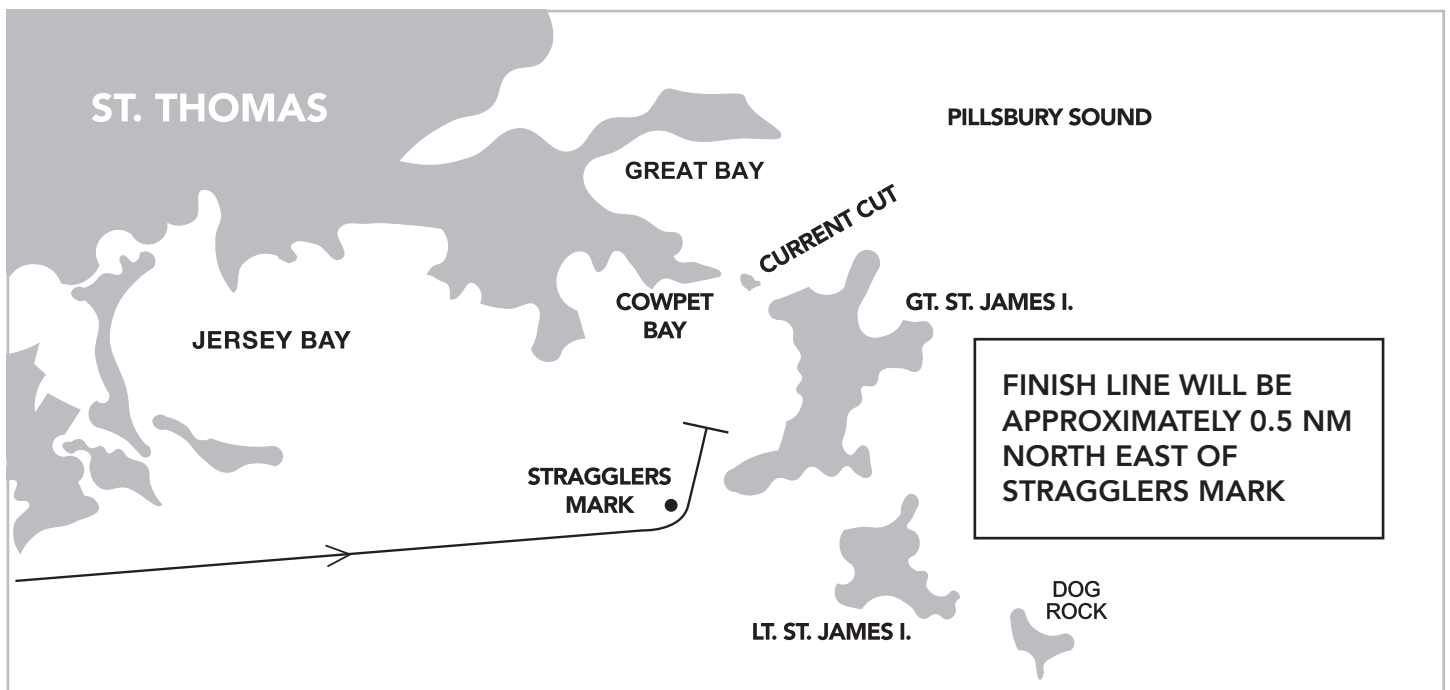 ST. THOMAS
PILLSBURY SOUND
GREAT BAY
CURRENT CUT
COWPET
BAY
GT. ST. JAMES I.
JERSEY BAY
FINISH LINE WILL BE
APPROXIMATELY 0.5 NM
NORTH EAST OF
STRAGGLERS MARK
STRAGGLERS
MARK
DOG
ROCK
LT. ST. JAMES I.